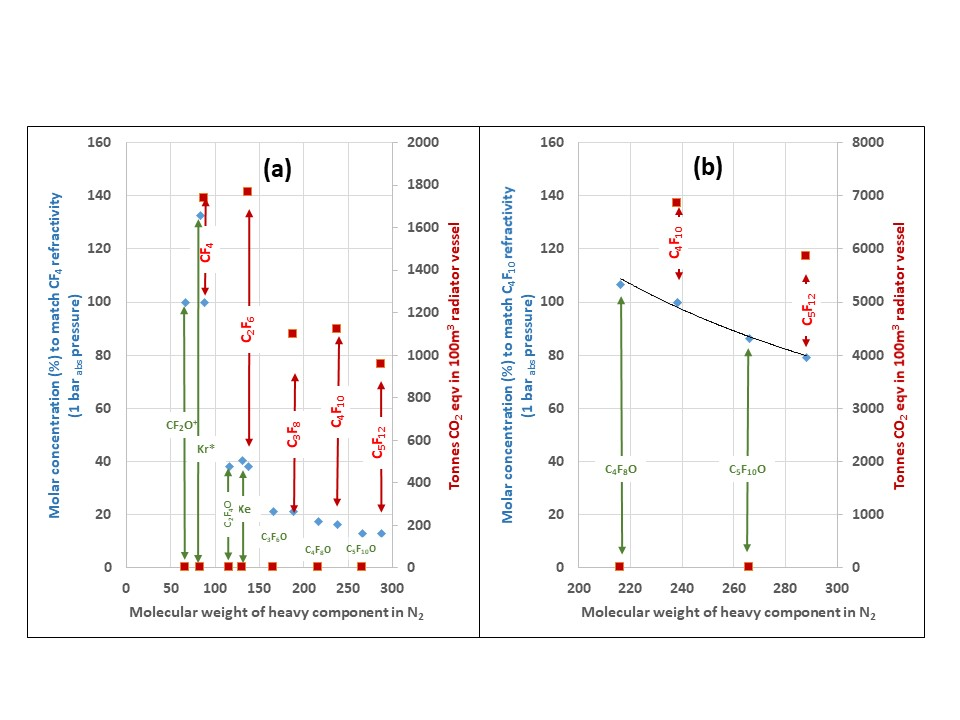 (a)
160
140
120
100
80
60
40
20
0
2000
1800
1600
1400
1200
1000
800
600
400
200
0
0 50 100 150 200 250 300
Molar concentration (%) to match CF4 refractivity
(1 bar abs pressure)
Tonnes CO2 eqv in 100m3 radiator vessel
Molecular weight of heavy component in N2
CF4
C2F6
C3F8
C4F10
C5F12
CF2O+
Kr*
C2F4O
Xe
C3F6O
C4F8O
C5F10O
(b)
160
140
120
100
80
60
40
20
0
8000
7000
6000
5000
4000
3000
2000
1000
0
200 220 240 260 280 300
Molar concentration (%) to match C4F10 refractivity
(1 bar abs pressure)
Tonnes CO2 eqv in 100m3 radiator vessel
Molecular weight of heavy component in N2
C4F10
C5F12
C4F8O
C5F10O